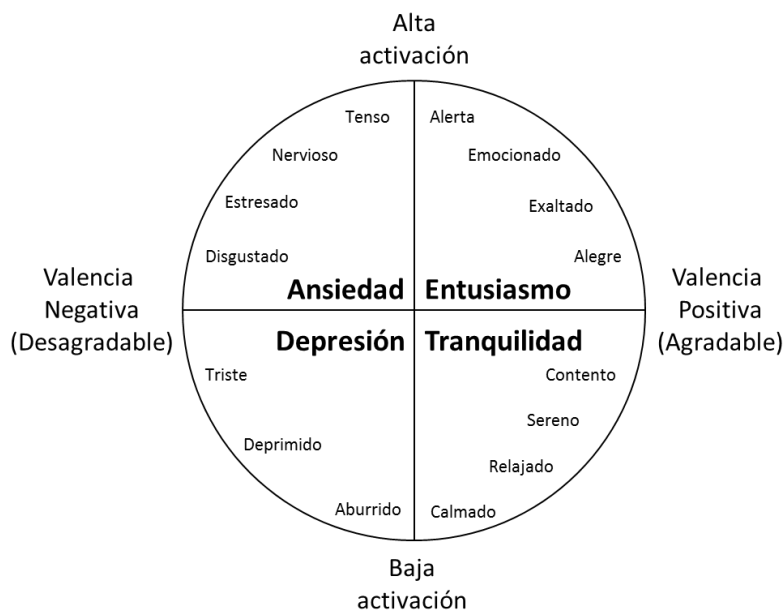 Alta
activación
Tenso
Alerta
Nervioso
Emocionado
Estresado
Exaltado
Disgustado
Alegre
Valencia
Negativa
(Desagradable)
Ansiedad
Entusiasmo
Valencia
Positiva
(Agradable)
Depresión
Tranquilidad
Triste
Contento
Sereno
Deprimido
Relajado
Aburrido
Calmado
Baja
activación